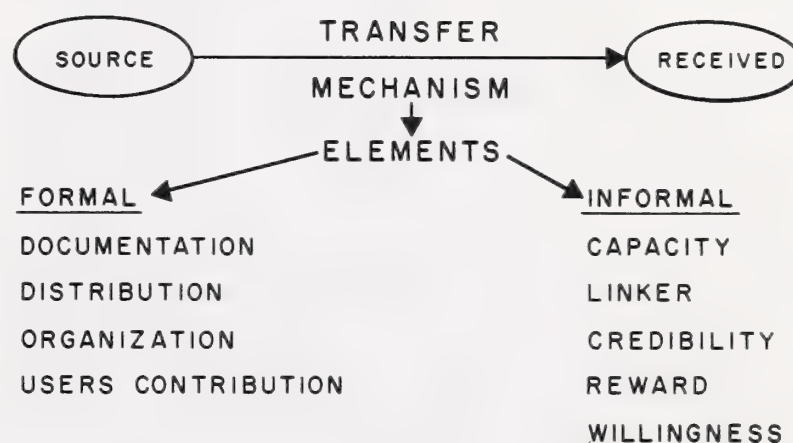 TRANSFER
SOURCE
RECEIVED
MECHANISM
ELEMENTS
FORMAL
DOCUMENTATION
DISTRIBUTION
ORGANIZATION
USERS CONTRIBUTION
INFORMAL
CAPACITY
LINKER
CREDIBILITY
REWARD
WILLINGNESS